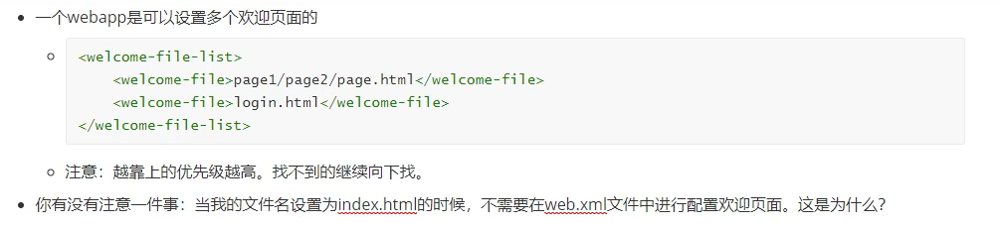 一个webapp是可以设置多个欢迎页面的
<welcome-file-list>
<welcome-file>page1/page2/page.html</welcome-file>
<welcome-file>login.html</welcome-file>
</welcome-file-list>
注意：越靠上的优先级越高。找不到的继续向下找。
你有没有注意一件事：当我的文件名设置为index.html的时候，不需要在web.xml文件中进行配置欢迎页面。这是为什么？